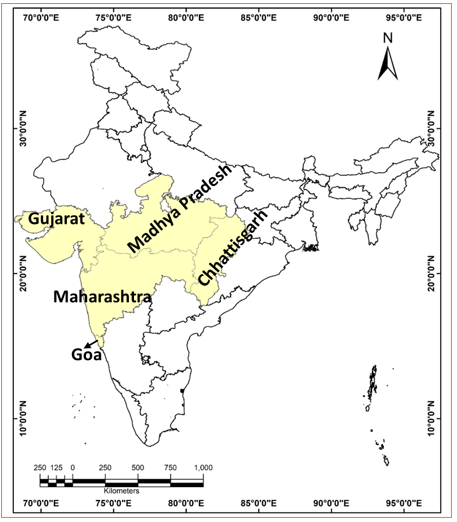 70°0'0"E 75°0'0"E 80°0'0"E 85°0'0"E 90°0'0"E 95°0'0"E
N
30°0'0"N 30°0'0"N
Madhya Pradesh
Gujarat
Chhattisgarh
20°0'0"N 20°0'0"N
Maharashtra
Goa
10°0'0"N 10°0'0"N
250 125 0 250 500 750 1,000
Kilometers
70°0'0"E 75°0'0"E 80°0'0"E 85°0'0"E 90°0'0"E 95°0'0"E